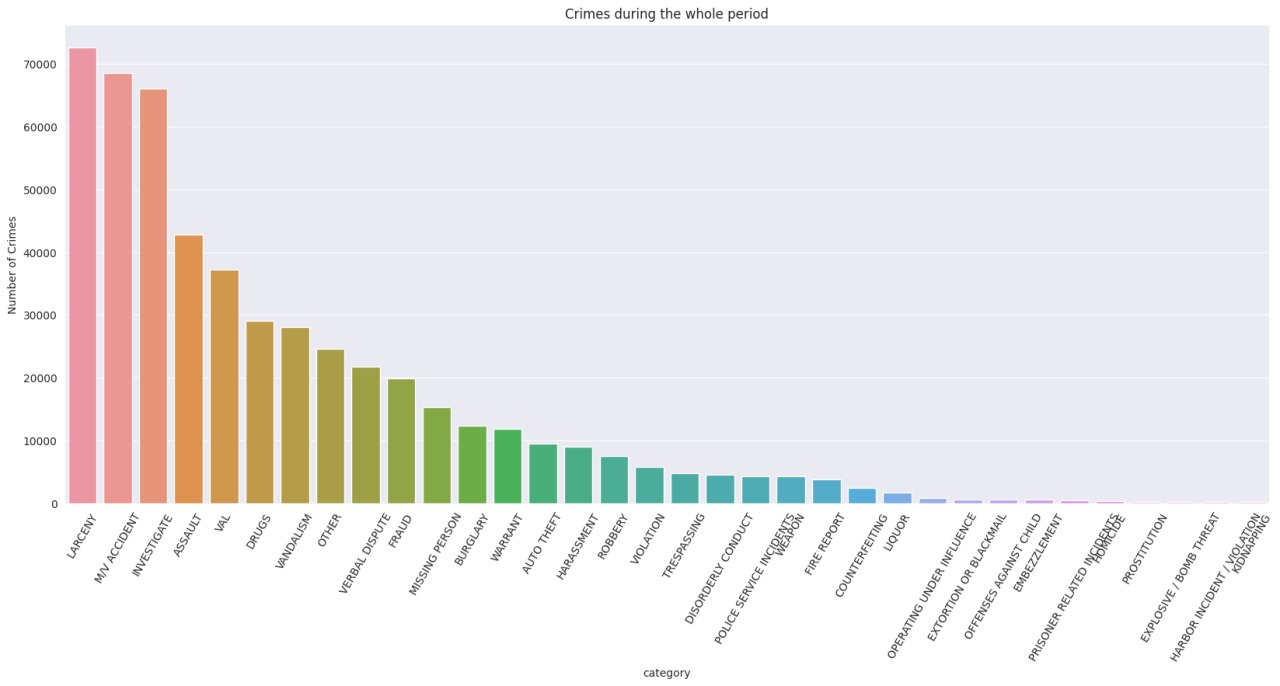 Crimes during the whole period
Number of Crimes
70000
60000
50000
40000
30000
20000
10000
0
LARCENY
M/V ACCIDENT
INVESTIGATE
ASSAULT
VAL
DRUGS
VANDALISM
OTHER
VERBAL DISPUTE
FRAUD
MISSING PERSON
BURGLARY
WARRANT
AUTO THEFT
HARASSMENT
ROBBERY
VIOLATION
TRESPASSING
DISORDERLY CONDUCT
POLICE SERVICE INCIDENTS
WEAPON
FIRE REPORT
COUNTERFEITING
LIQUOR
OPERATING UNDER INFLUENCE
EXTORTION OR BLACKMAIL
OFFENSES AGAINST CHILD
EMBEZZLEMENT
PRISONER RELATED INCIDENTS
HOMICIDE
PROSTITUTION
EXPLOSIVE / BOMB THREAT
HARBOR INCIDENT / VIOLATION
KIDNAPPING
category